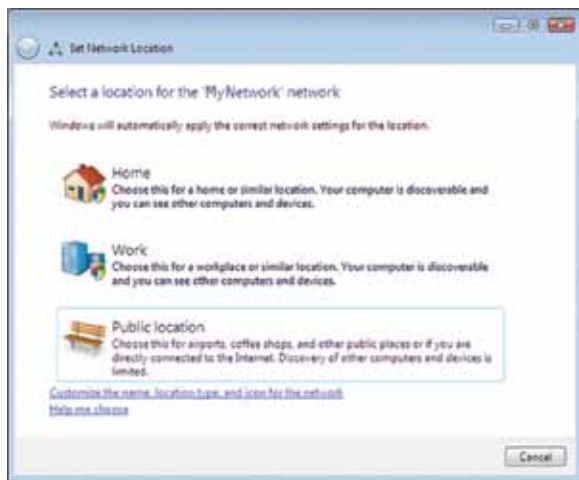 Set Network Location
Select a location for the 'MyNetwork' network
Windows will automatically apply the correct network settings for the location.
Home
Choose this for a home or similar location. Your computer is discoverable and
you can see other computers and devices.
Work
Choose this for a workplace or similar location. Your computer is discoverable
and you can see other computers and devices.
Public location
Choose this for airports, coffee shops, and other public places or if you are
directly connected to the Internet. Discovery of other computers and devices is
limited.
Customize the name, location type, and icon for the network
Help me choose
Cancel